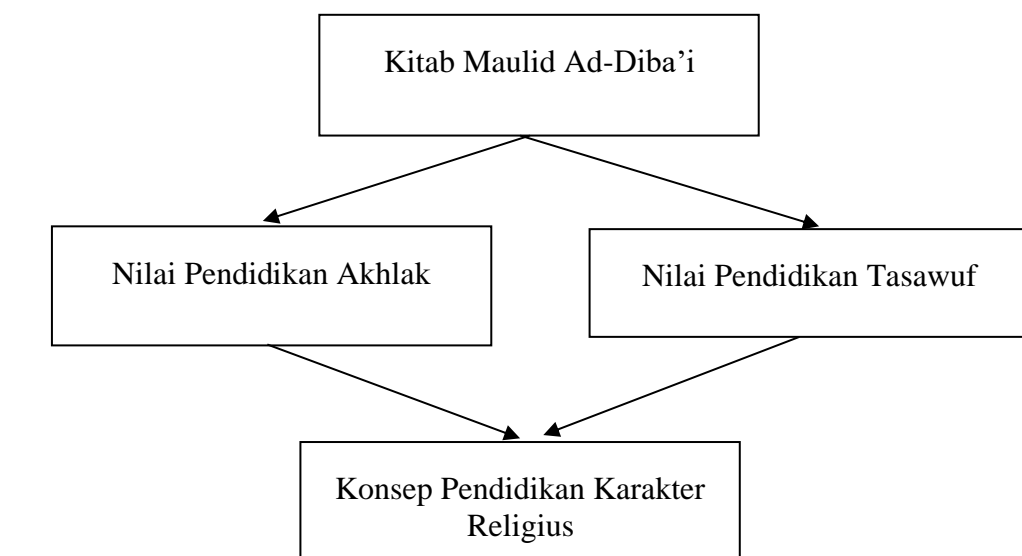 Kitab Maulid Ad-Diba’i
Nilai Pendidikan Akhlak
Nilai Pendidikan Tasawuf
Konsep Pendidikan Karakter
Religius